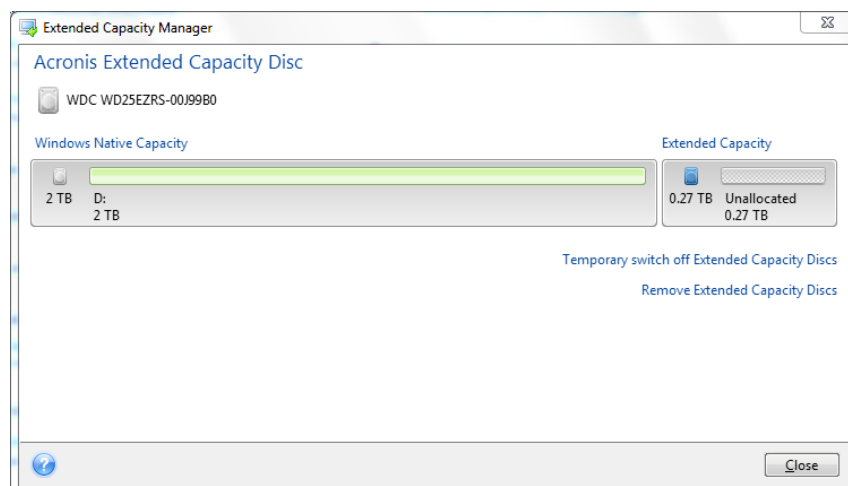 Extended Capacity Manager
Acronis Extended Capacity Disc
WDC WD25EZRS-00J99B0
Windows Native Capacity
Extended Capacity
2 TB
D:
2 TB
0.27 TB
Unallocated
0.27 TB
Temporary switch off Extended Capacity Discs
Remove Extended Capacity Discs
?
Close